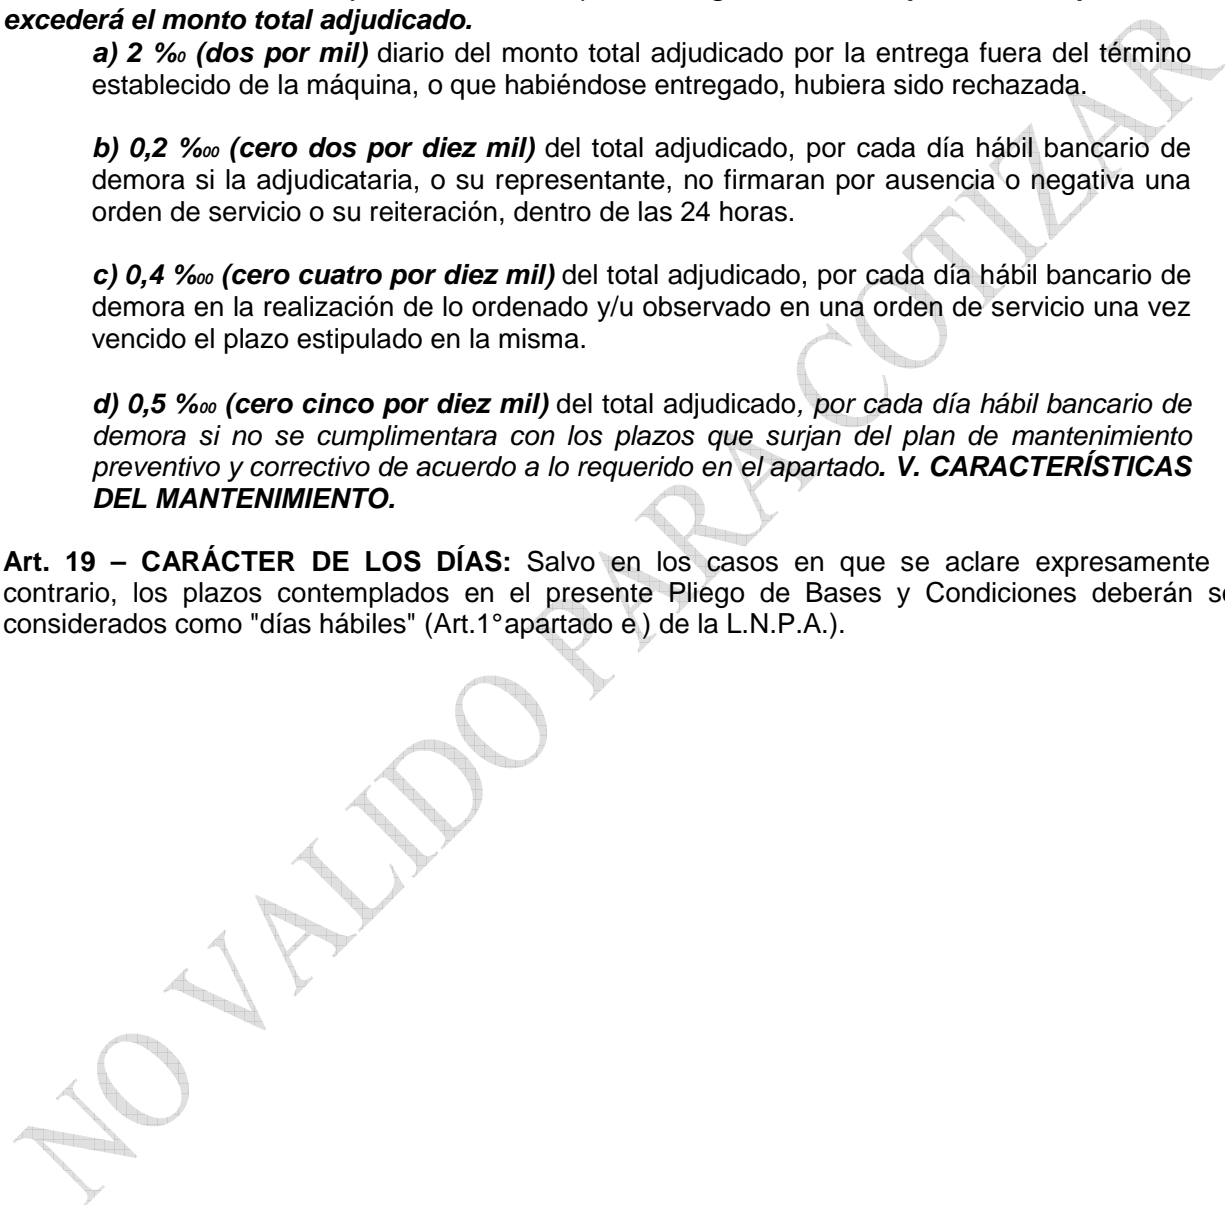 excederá el monto total adjudicado.
a) 2 ‰ (dos por mil) diario del monto total adjudicado por la entrega fuera del término
establecido de la máquina, o que habiéndose entregado, hubiera sido rechazada.
b) 0,2 %00 (cero dos por diez mil) del total adjudicado, por cada día hábil bancario de
demora si la adjudicataria, o su representante, no firmaran por ausencia o negativa una
orden de servicio o su reiteración, dentro de las 24 horas.
c) 0,4 %00 (cero cuatro por diez mil) del total adjudicado, por cada día hábil bancario de
demora en la realización de lo ordenado y/u observado en una orden de servicio una vez
vencido el plazo estipulado en la misma.
d) 0,5 %00 (cero cinco por diez mil) del total adjudicado, por cada día hábil bancario de
demora si no se cumplimentara con los plazos que surjan del plan de mantenimiento
preventivo y correctivo de acuerdo a lo requerido en el apartado. V. CARACTERÍSTICAS
DEL MANTENIMIENTO.
Art. 19 – CARÁCTER DE LOS DÍAS: Salvo en los casos en que se aclare expresamente
contrario, los plazos contemplados en el presente Pliego de Bases y Condiciones deberán
considerados como "días hábiles" (Art.1°apartado e ) de la L.N.P.A.).
NO VALIDO PARA COTIZAR